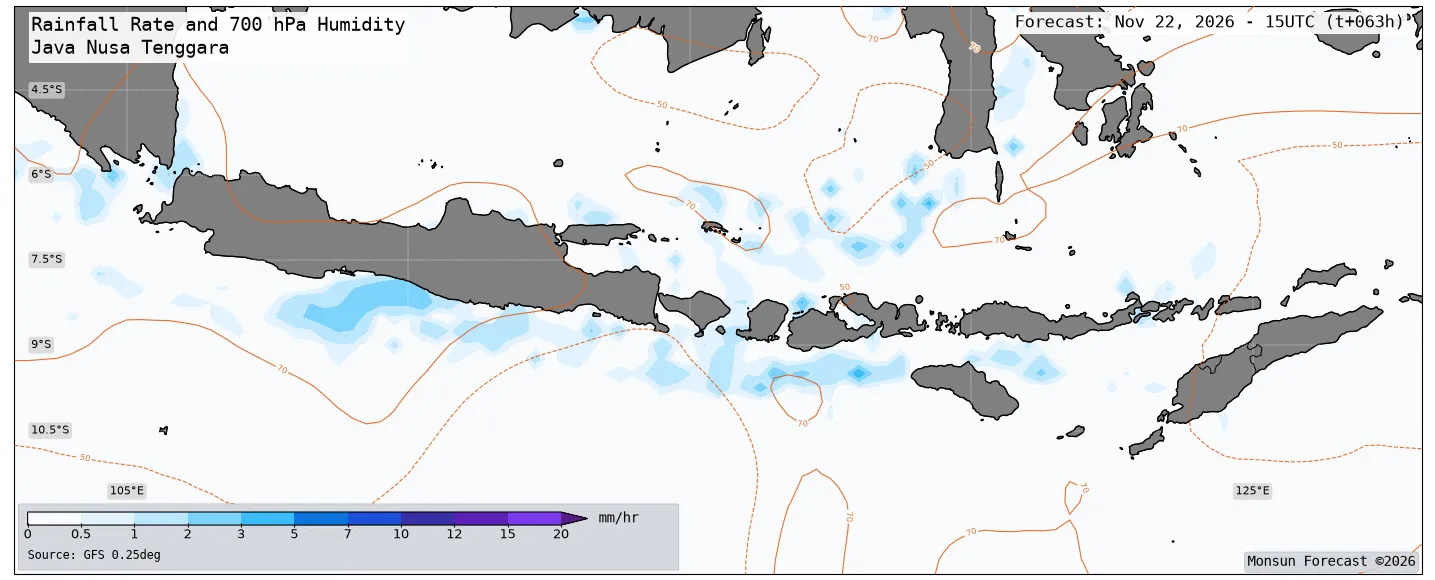 Rainfall Rate and 700 hPa Humidity
Java Nusa Tenggara
Forecast: Nov 22, 2026 - 15UTC (t+063h)
70
70
4.5°S
50
70
50
6°S
50
70
70
7.5°S
50
9°S
70
70
10.5°S
50
105°E
125°E
70
70
70
0 0.5 1 2 3 5 7 10 12 15 20 mm/hr
Source: GFS 0.25deg
Monsun Forecast ©2026